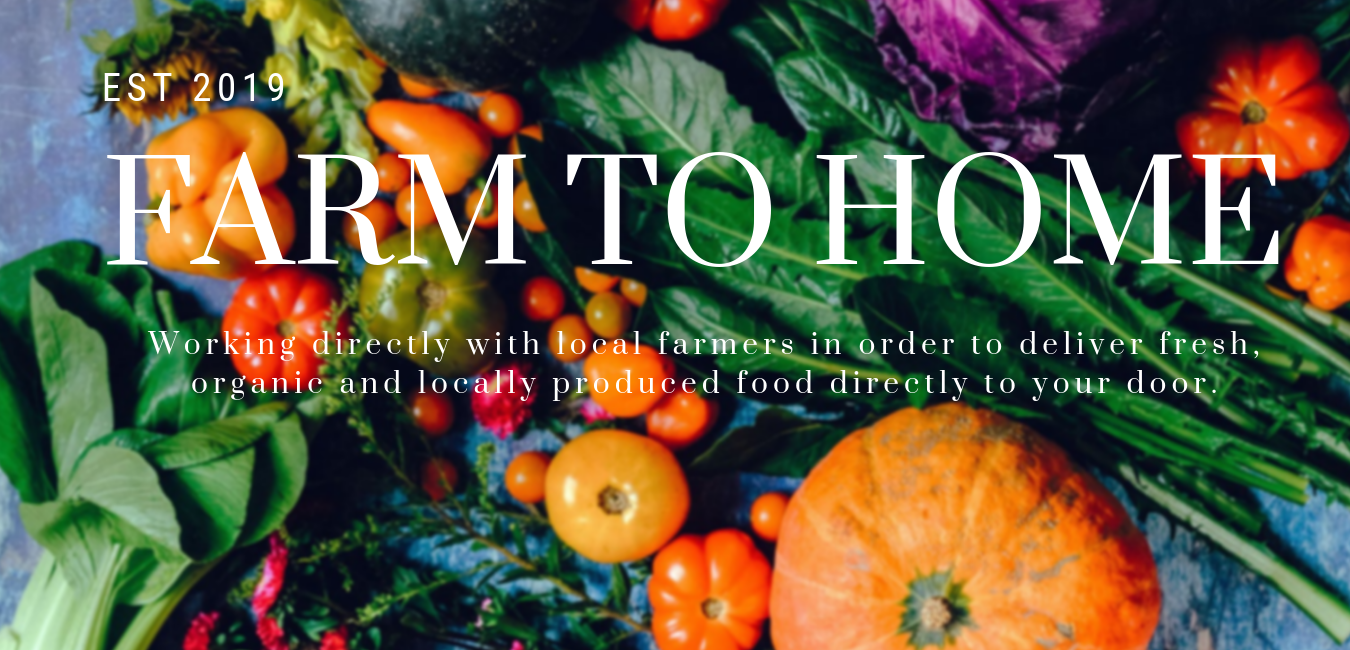 EST 2019
FARM TO HOME
Working directly with local farmers in order to deliver fresh,
organic and locally produced food directly to your door.